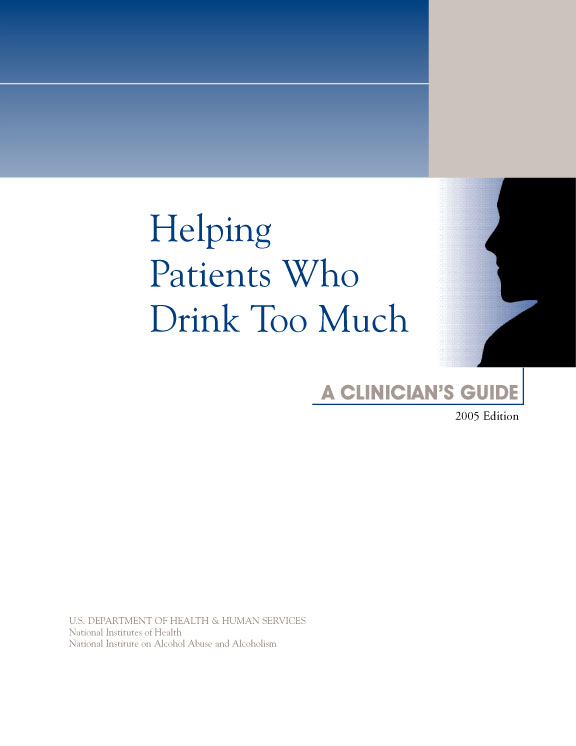 Helping
Patients Who
Drink Too Much
A CLINICIAN'S GUIDE
2005 Edition
U.S. DEPARTMENT OF HEALTH & HUMAN SERVICES
National Institutes of Health
National Institute on Alcohol Abuse and Alcoholism